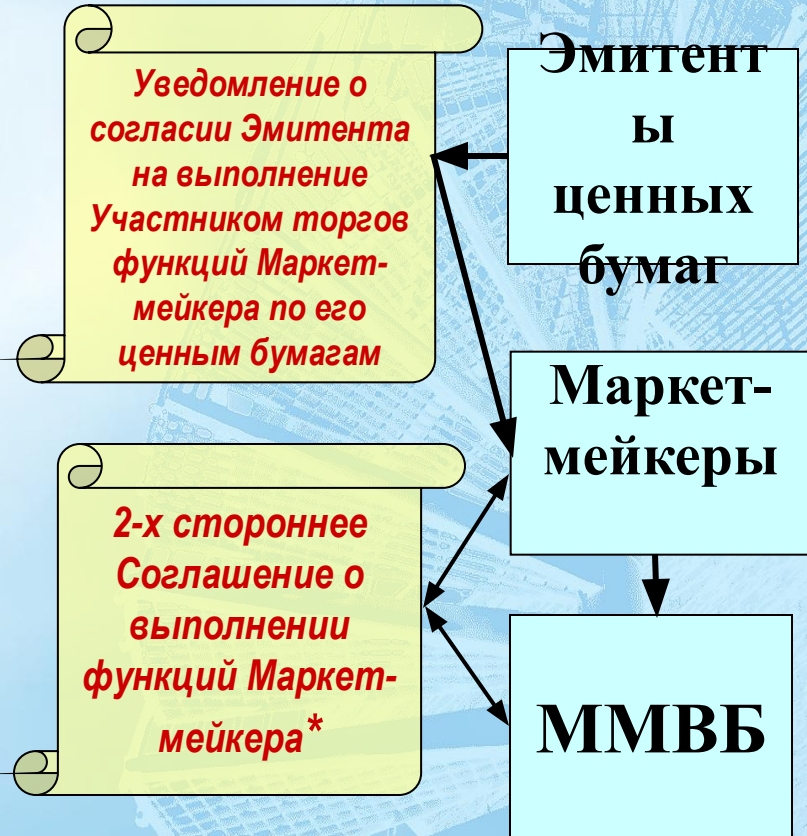 Уведомление о
согласии Эмитента
на выполнение
Участником торгов
функций Маркет-
мейкера по его
ценным бумагам
Эмитент
ы
ценных
бумаг
Маркет-
мейкеры
2-х стороннее
Соглашение о
выполнении
функций Маркет-
мейкера*
ММВБ